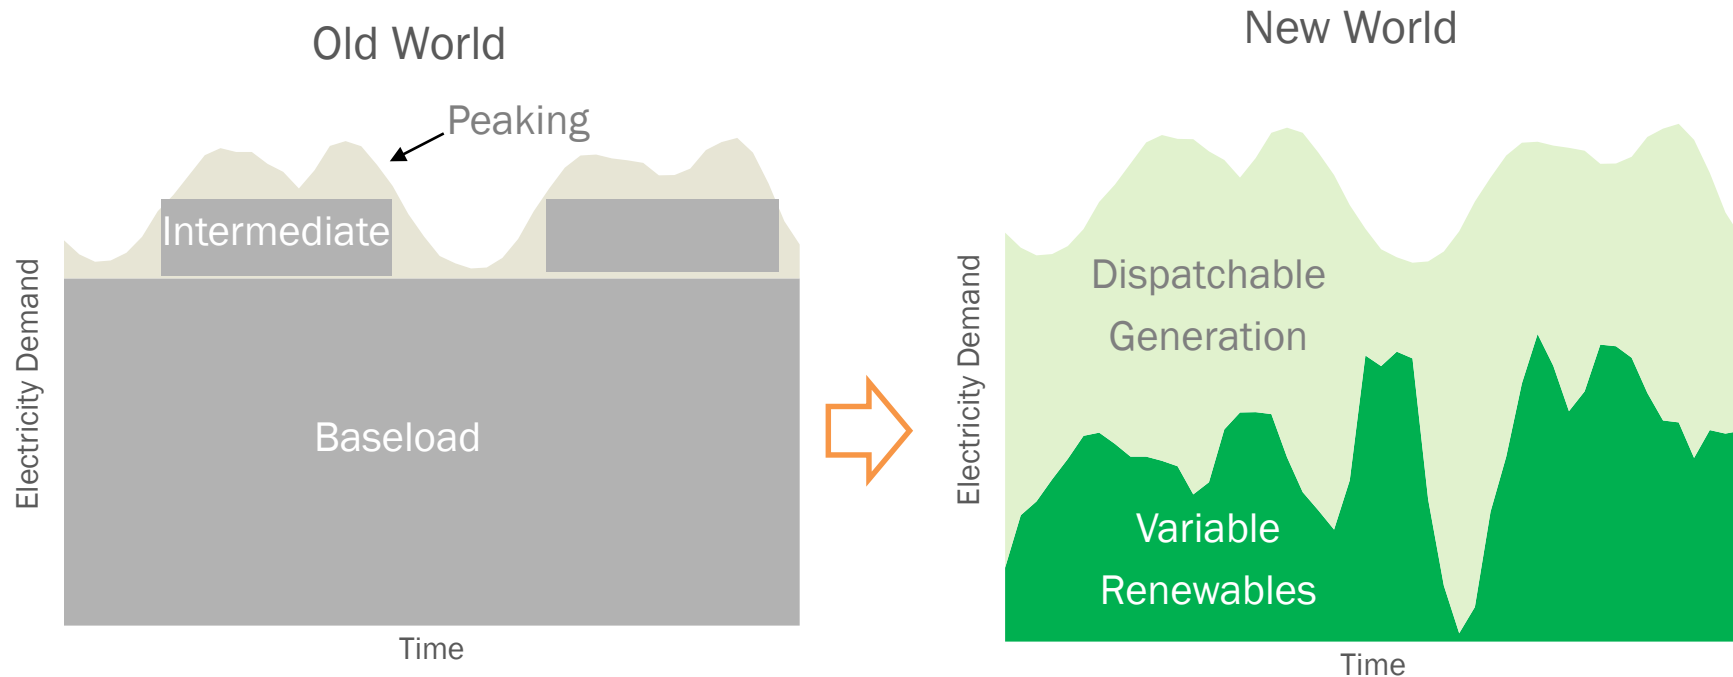 Old World
Peaking
Intermediate
Baseload
Electricity Demand
Time
New World
Dispatchable
Generation
Variable
Renewables
Electricity Demand
Time